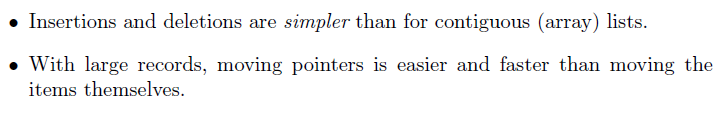 • Insertions and deletions are simpler than for contiguous (array) lists.
• With large records, moving pointers is easier and faster than moving the
items themselves.